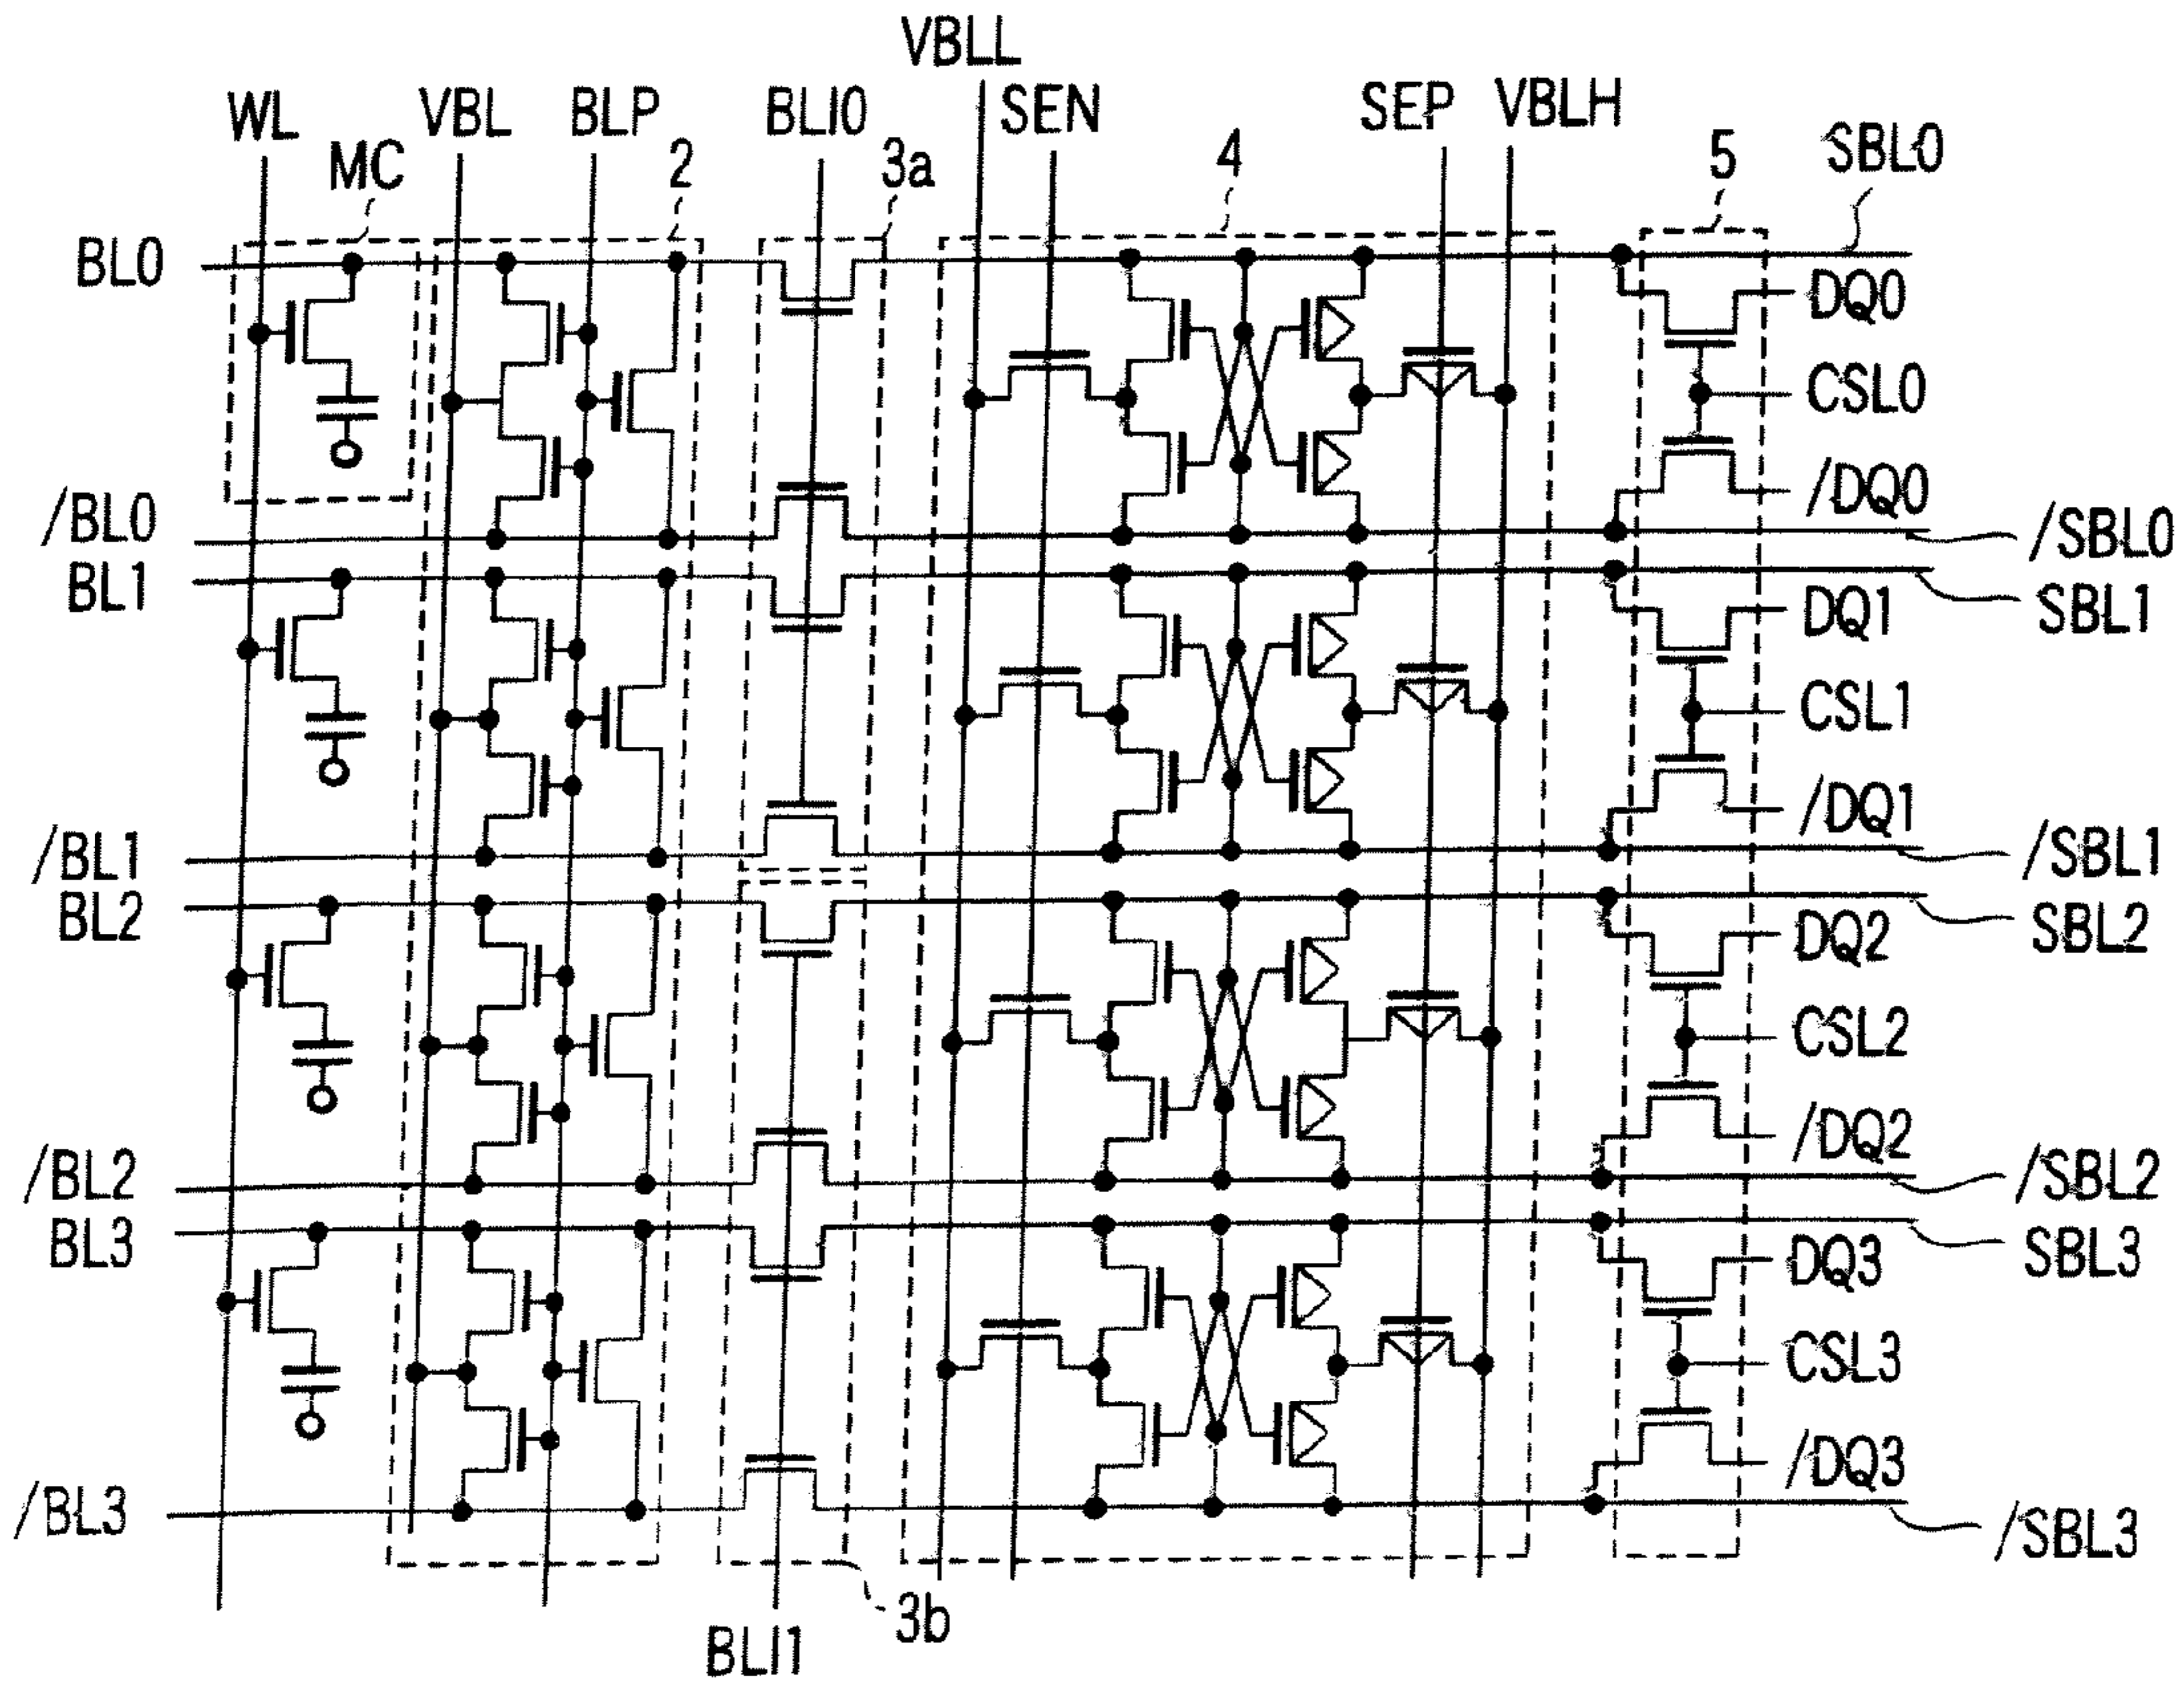 VBLL
WL VBL BLP BLI0 SEN SEP VBLH
MC 2 3a 4 5 SBL0
BL0
DQ0
CSL0
/DQ0
/BL0
/SBL0
BL1
SBL1
DQ1
CSL1
/DQ1
/BL1
/SBL1
BL2
SBL2
DQ2
CSL2
/DQ2
/BL2
/SBL2
BL3
SBL3
DQ3
CSL3
/DQ3
/BL3
/SBL3
3b
BLI1